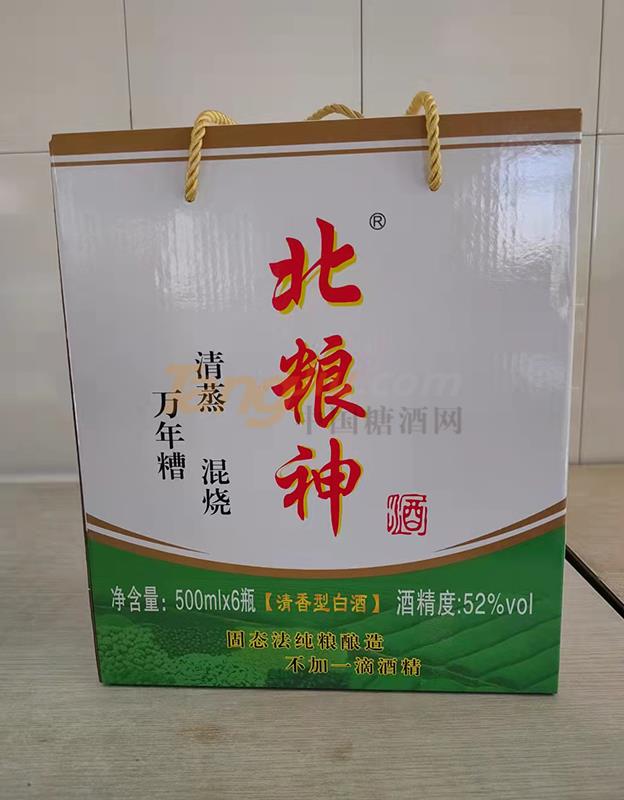 北粮神®
清蒸 混烧
万年糟
酒
净含量：500mlx6瓶【清香型白酒】 酒精度:52%vol
固态法纯粮酿造
不加一滴酒精
Tangjiu.com
中国糖酒网